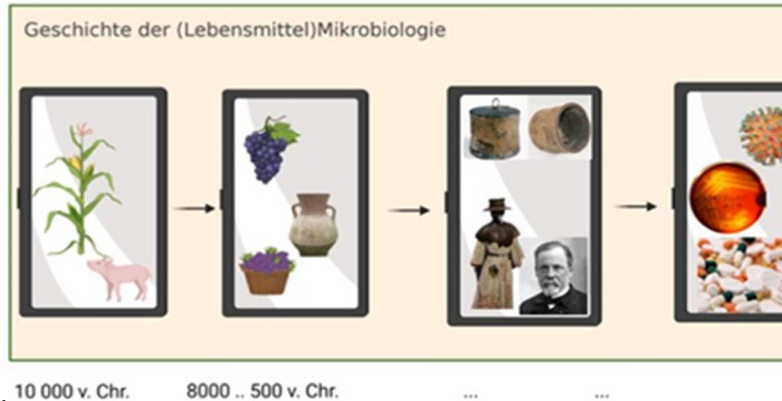 Geschichte der (Lebensmittel)Mikrobiologie
10 000 v. Chr. 8000 .. 500 v. Chr. ... ...